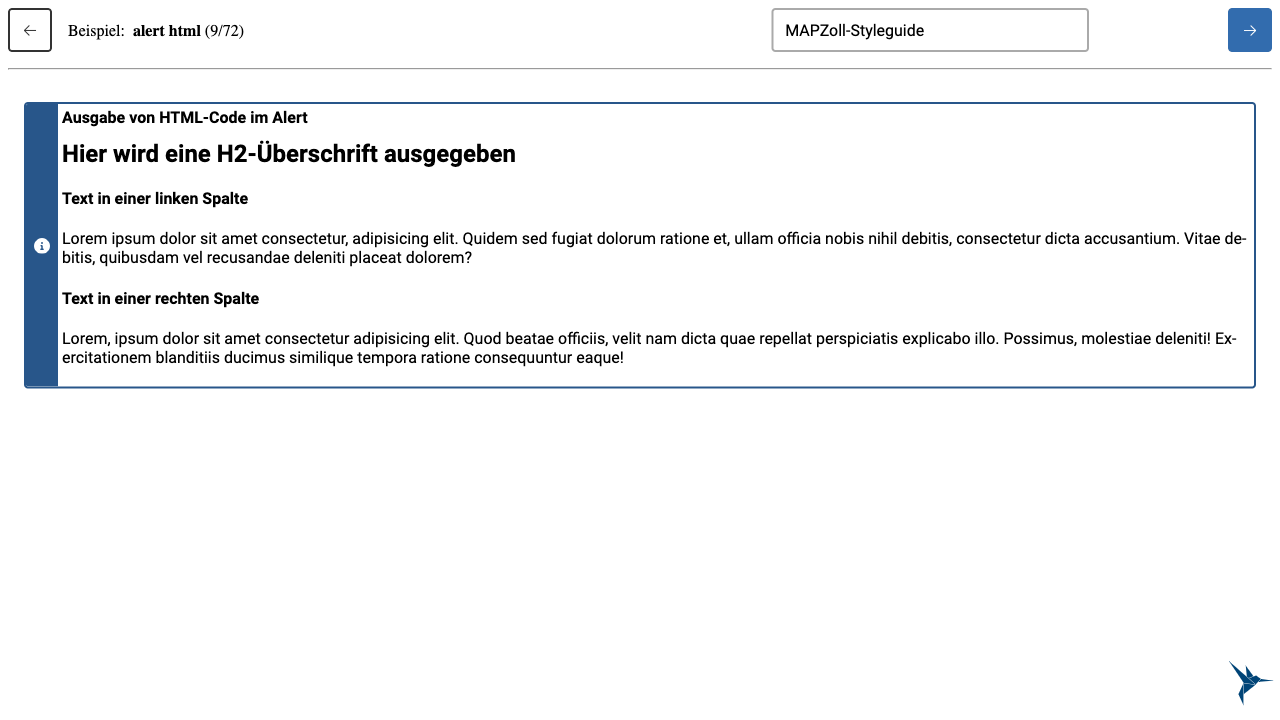 Beispiel: alert html (9/72)
MAPZoll-Styleguide
Ausgabe von HTML-Code im Alert
Hier wird eine H2-Überschrift ausgegeben
Text in einer linken Spalte
Lorem ipsum dolor sit amet consectetur, adipisicing elit. Quidem sed fugiat dolorum ratione et, ullam officia nobis nihil debitis, consectetur dicta accusantium. Vitae de-
bitis, quibusdam vel recusandae deleniti placeat dolorem?
Text in einer rechten Spalte
Lorem, ipsum dolor sit amet consectetur adipisicing elit. Quod beatae officiis, velit nam dicta quae repellat perspiciatis explicabo illo. Possimus, molestiae deleniti! Ex-
ercitationem blanditiis ducimus similique tempora ratione consequuntur eaque!